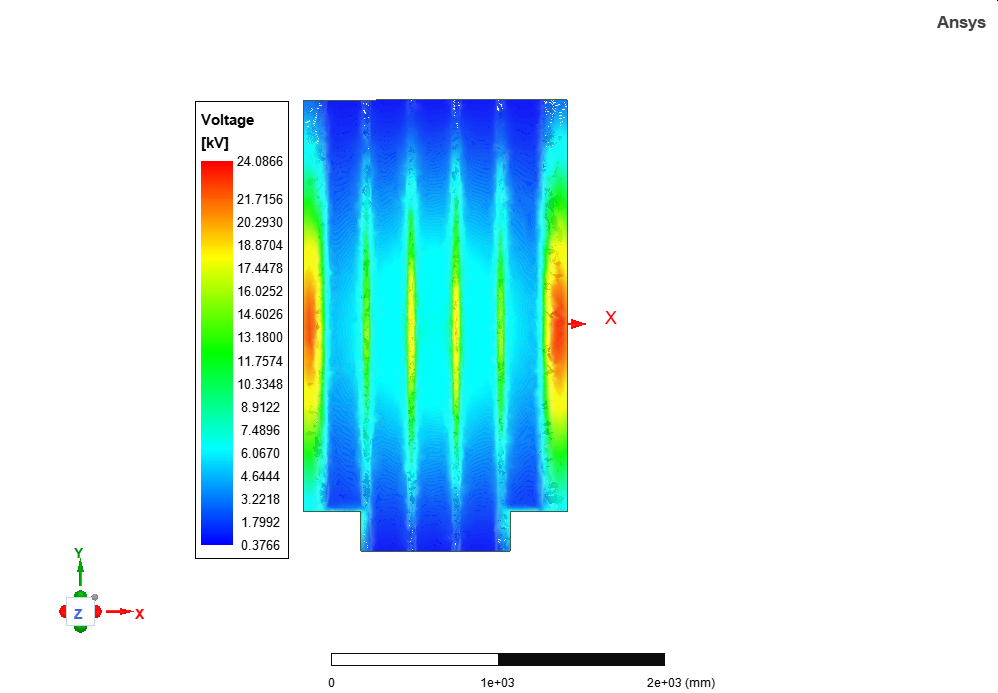 Ansys
Voltage
[kV]
24.0866
21.7156
20.2930
18.8704
17.4478
16.0252
14.6026
13.1800
11.7574
10.3348
8.9122
7.4896
6.0670
4.6444
3.2218
1.7992
0.3766
X
Y
Z X
0 1e+03 2e+03 (mm)